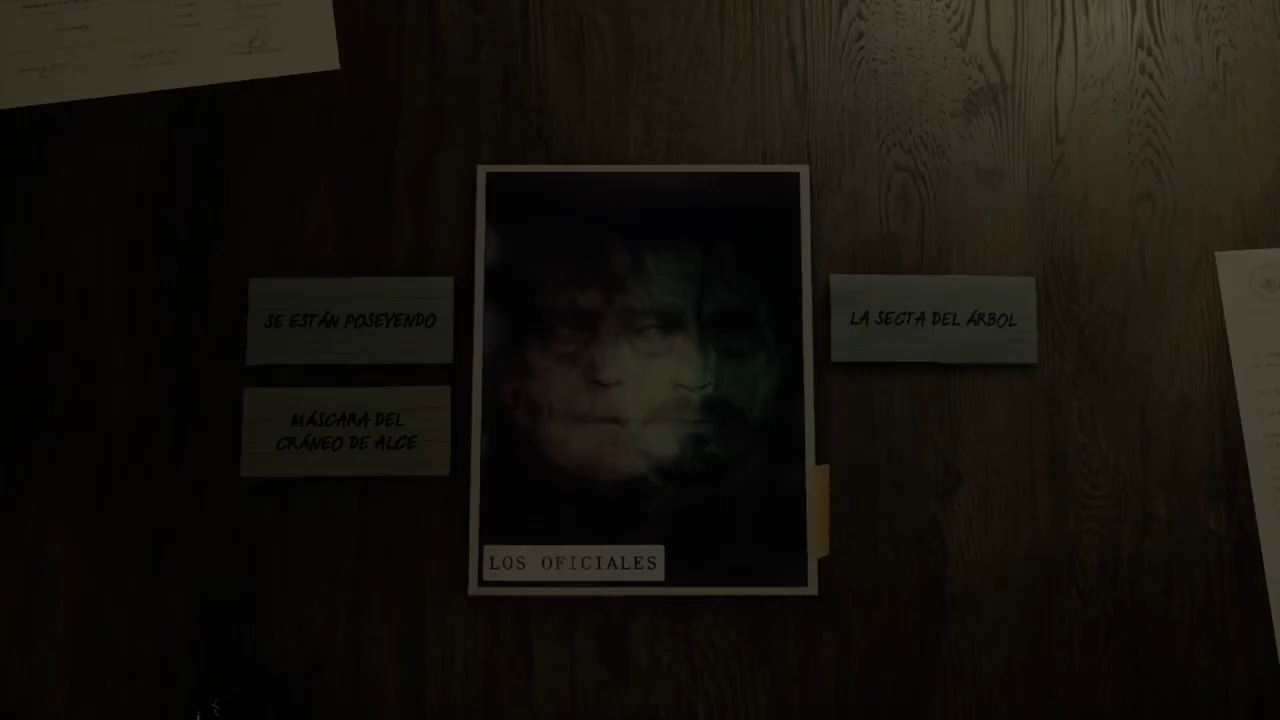 SE ESTÁN POSEYENDO
MÁSCARA DEL
CRÁNEO DE ALCE
LA SECTA DEL ÁRBOL
LOS OFICIALES